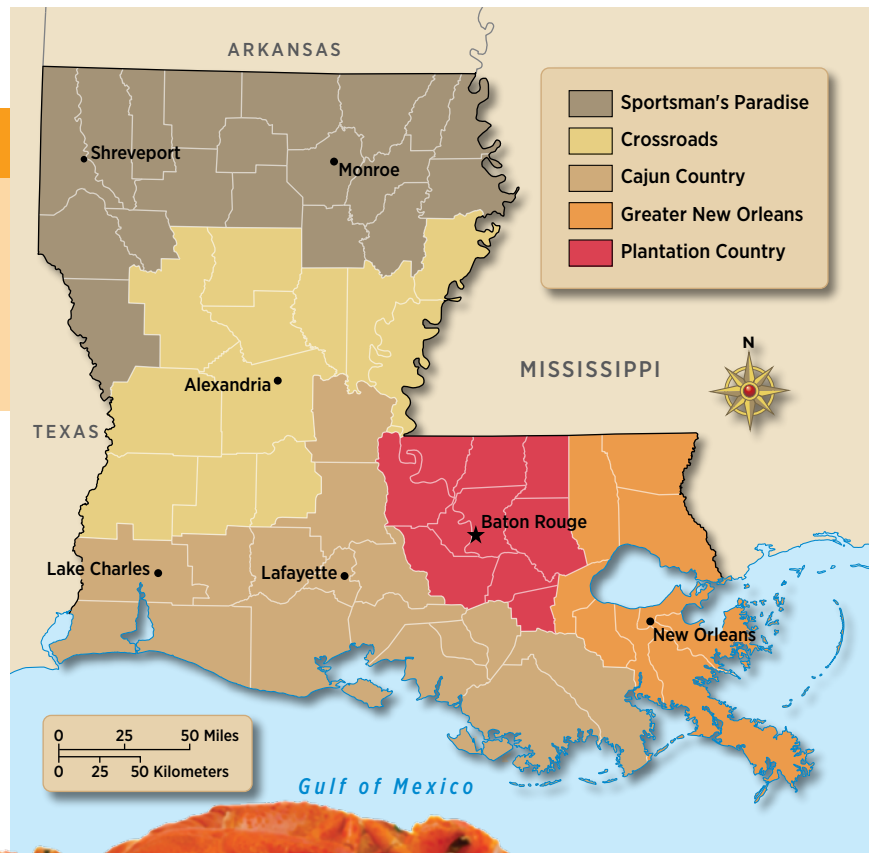 ARKANSAS
Sportsman's Paradise
Crossroads
Cajun Country
Greater New Orleans
Plantation Country
Shreveport
Monroe
N
MISSISSIPPI
Alexandria
TEXAS
Baton Rouge
Lake Charles
Lafayette
New Orleans
0 25 50 Miles
0 25 50 Kilometers
Gulf of Mexico